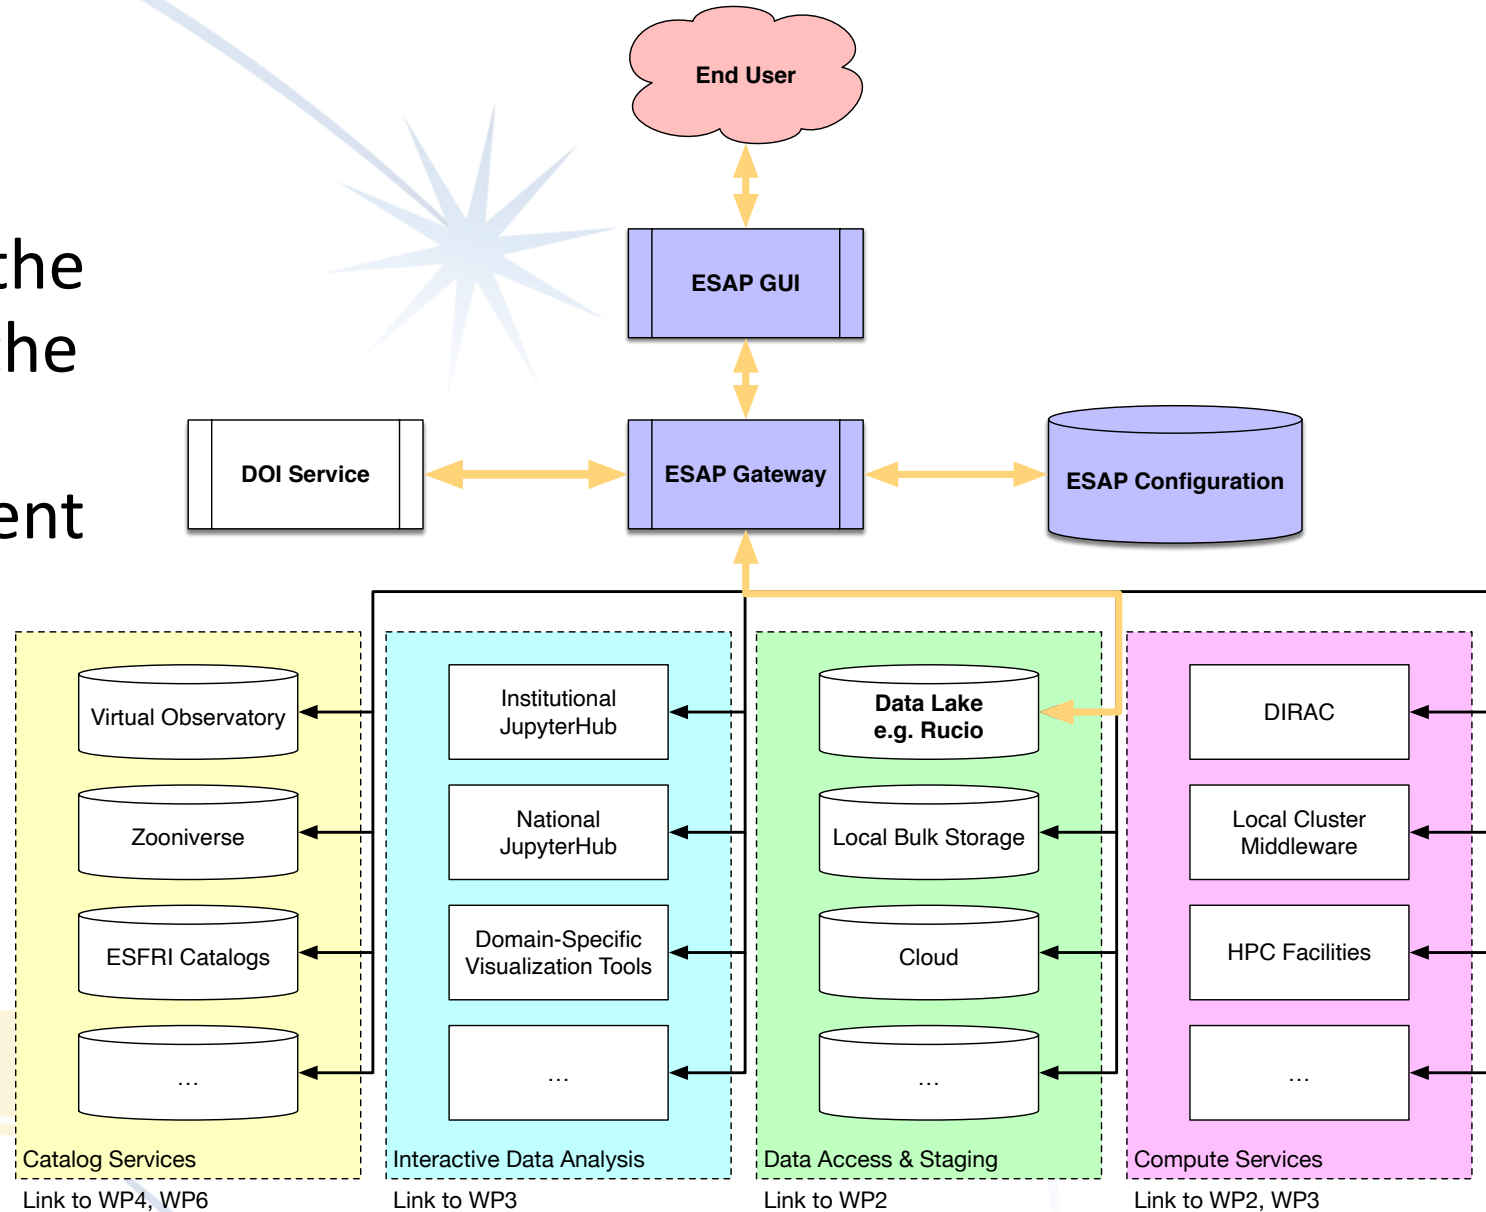 End User
the
the
ent
ESAP GUI
DOI Service
ESAP Gateway
ESAP Configuration
Virtual Observatory
Zooniverse
ESFRI Catalogs
...
Catalog Services
Link to WP4, WP6
Institutional
JupyterHub
National
JupyterHub
Domain-Specific
Visualization Tools
...
Interactive Data Analysis
Link to WP3
Data Lake
e.g. Rucio
Local Bulk Storage
Cloud
...
Data Access & Staging
Link to WP2
DIRAC
Local Cluster
Middleware
HPC Facilities
...
Compute Services
Link to WP2, WP3